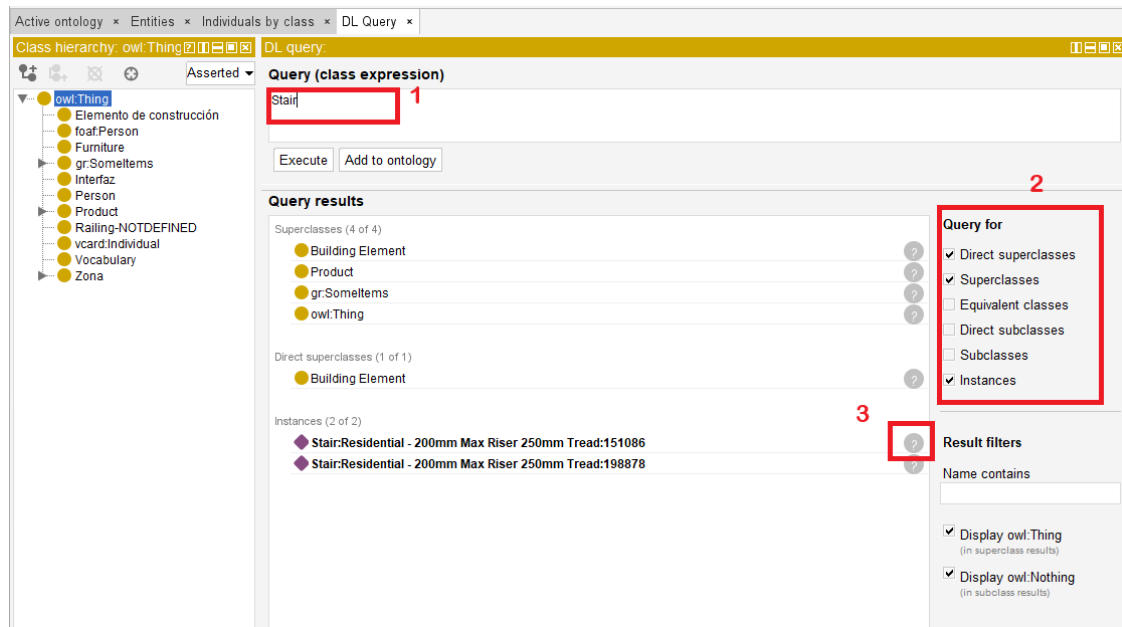 Active ontology × Entities × Individuals by class × DL Query ×
Class hierarchy: owl:Thing
Asserted
owl:Thing
Elemento de construcción
foaf:Person
Furniture
gr:SomeItems
Interfaz
Person
Product
Railing-NOTDEFINED
vcard:Individual
Vocabulary
Zona
DL query:
Query (class expression)
Stair
1
Execute Add to ontology
Query results
Superclasses (4 of 4)
Building Element ?
Product ?
gr:SomeItems ?
owl:Thing ?
Direct superclasses (1 of 1)
Building Element ?
Instances (2 of 2)
3
Stair:Residential - 200mm Max Riser 250mm Tread:151086 ?
Stair:Residential - 200mm Max Riser 250mm Tread:198878 ?
2
Query for
Direct superclasses
Superclasses
Equivalent classes
Direct subclasses
Subclasses
Instances
Result filters
Name contains
Display owl:Thing
(in superclass results)
Display owl:Nothing
(in subclass results)